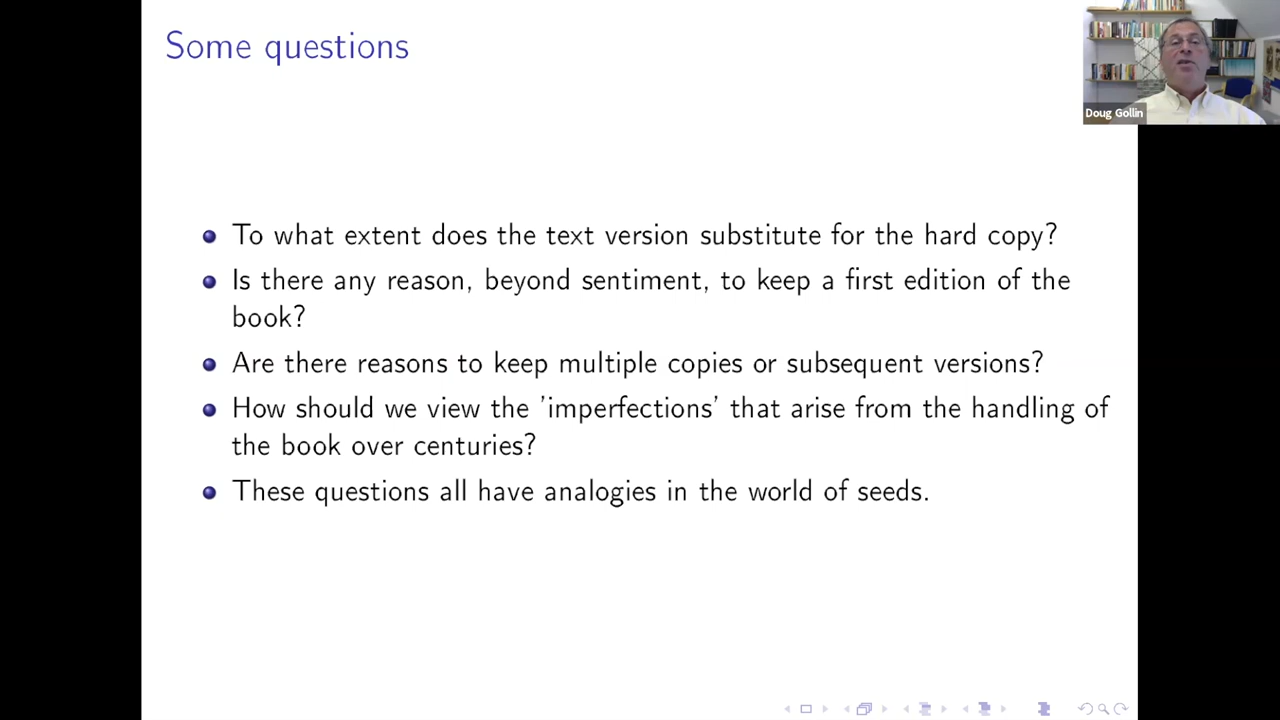 Some questions
Doug Gollin
To what extent does the text version substitute for the hard copy?
Is there any reason, beyond sentiment, to keep a first edition of the
book?
Are there reasons to keep multiple copies or subsequent versions?
How should we view the 'imperfections' that arise from the handling of
the book over centuries?
These questions all have analogies in the world of seeds.